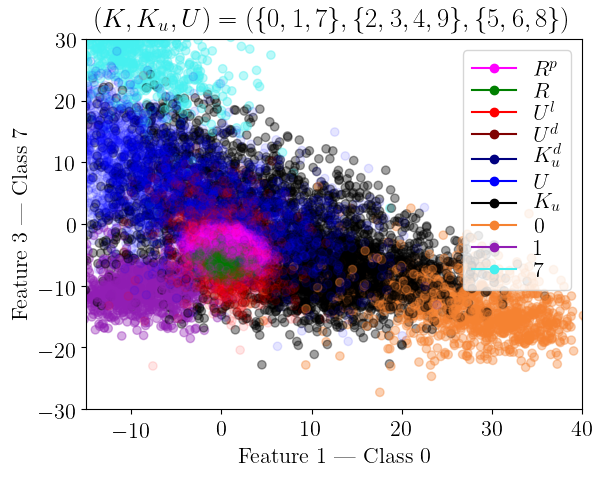 (K, K_u, U) = ({0, 1, 7}, {2, 3, 4, 9}, {5, 6, 8})
30
20
10
0
−10
−20
−30
Feature 3 — Class 7
R^p
R
U^l
U^d
K_u^d
U
K_u
0
1
7
−10
0
10
20
30
40
Feature 1 — Class 0